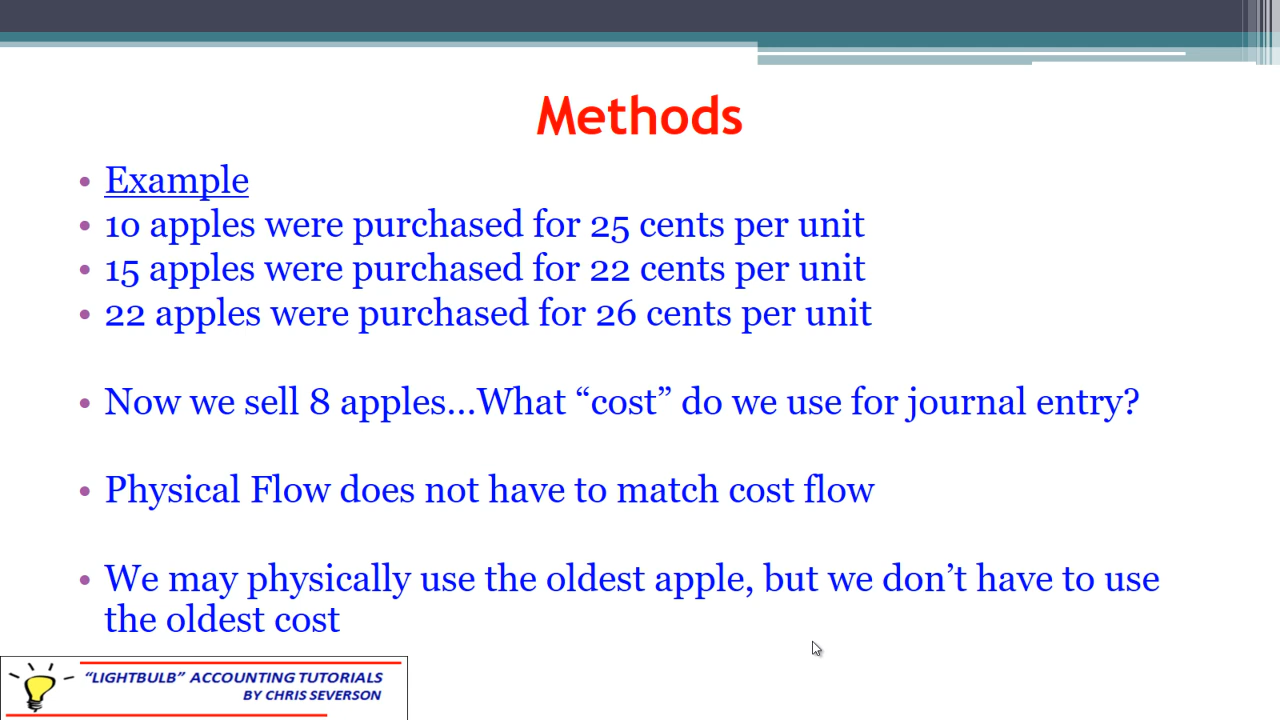 Methods
• Example
• 10 apples were purchased for 25 cents per unit
• 15 apples were purchased for 22 cents per unit
• 22 apples were purchased for 26 cents per unit
• Now we sell 8 apples…What “cost” do we use for journal entry?
• Physical Flow does not have to match cost flow
• We may physically use the oldest apple, but we don’t have to use
the oldest cost
“LIGHTBULB” ACCOUNTING TUTORIALS
BY CHRIS SEVERSON